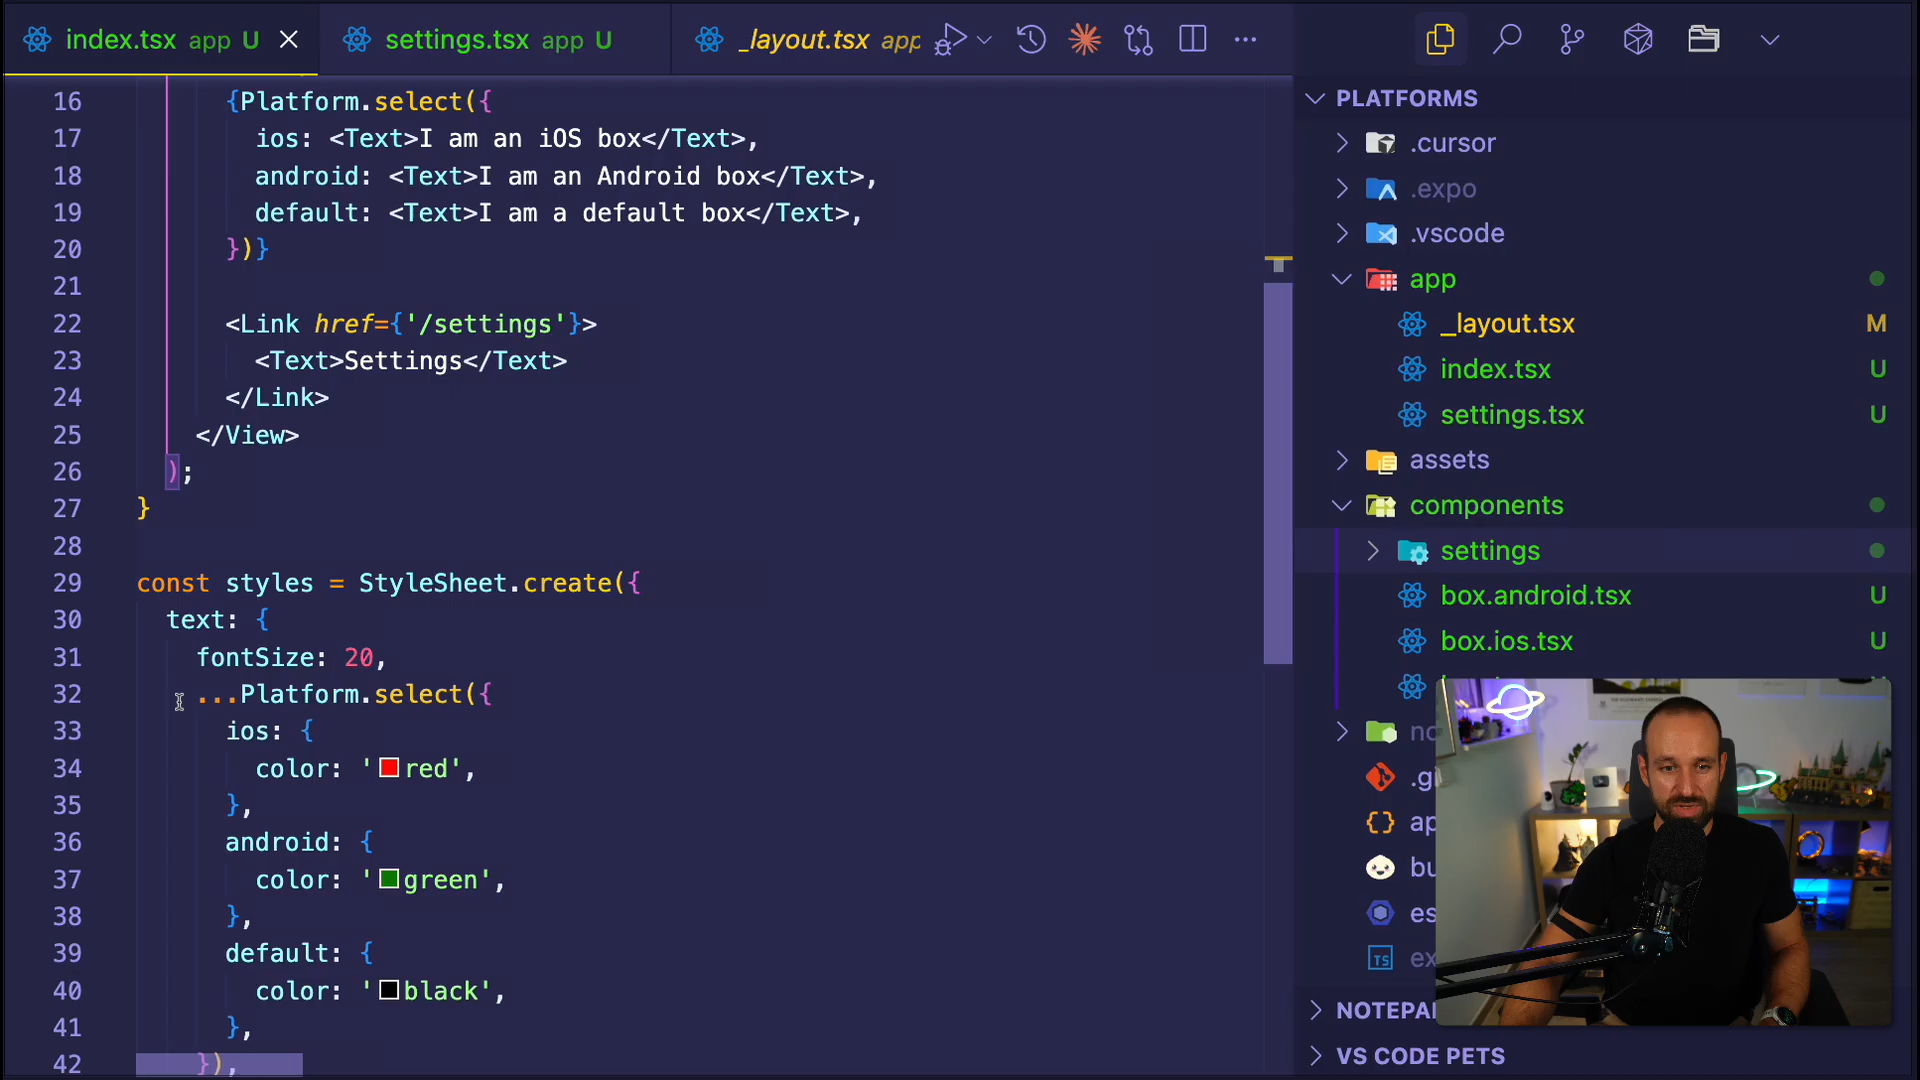 index.tsx app U
settings.tsx app U
_layout.tsx app
16 {Platform.select({
17 ios: <Text>I am an iOS box</Text>,
18 android: <Text>I am an Android box</Text>,
19 default: <Text>I am a default box</Text>,
20 })}
21
22 <Link href={'/settings'}>
23 <Text>Settings</Text>
24 </Link>
25 </View>
26 );
27 }
28
29 const styles = StyleSheet.create({
30 text: {
31 fontSize: 20,
32 ...Platform.select({
33 ios: {
34 color: 'red',
35 },
36 android: {
37 color: 'green',
38 },
39 default: {
40 color: 'black',
41 },
42 }),
PLATFORMS
.cursor
.expo
.vscode
app
_layout.tsx M
index.tsx U
settings.tsx U
assets
components
settings
box.android.tsx U
box.ios.tsx U
.g
ap
bu
es
TS ex
NOTEPA
VS CODE PETS